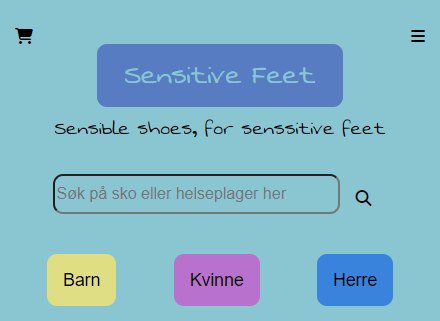 Sensitive Feet
Sensible shoes, for senssitive feet
Søk på sko eller helseplager her
Barn
Kvinne
Herre